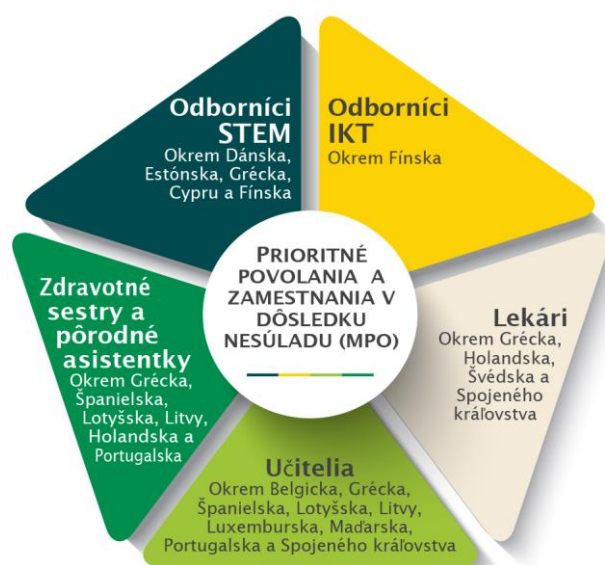 Odborníci
STEM
Okrem Dánska,
Estónska, Grécka,
Cypru a Fínska
Odborníci
IKT
Okrem Fínska
PRIORITNÉ
POVOLANIA A
ZAMESTNANIA V
DÔSLEDKU
NESÚLADU (MPO)
Zdravotné
sestry a
pôrodné
asistentky
Okrem Grécka,
Španielska,
Lotyšska, Litvy,
Holandska a
Portugalska
Lekári
Okrem Grécka,
Holandska,
Švédska a
Spojeného
kráľovstva
Učitelia
Okrem Belgicka, Grécka,
Španielska, Lotyšska, Litvy,
Luxemburska, Maďarska,
Portugalska a Spojeného kráľovstva